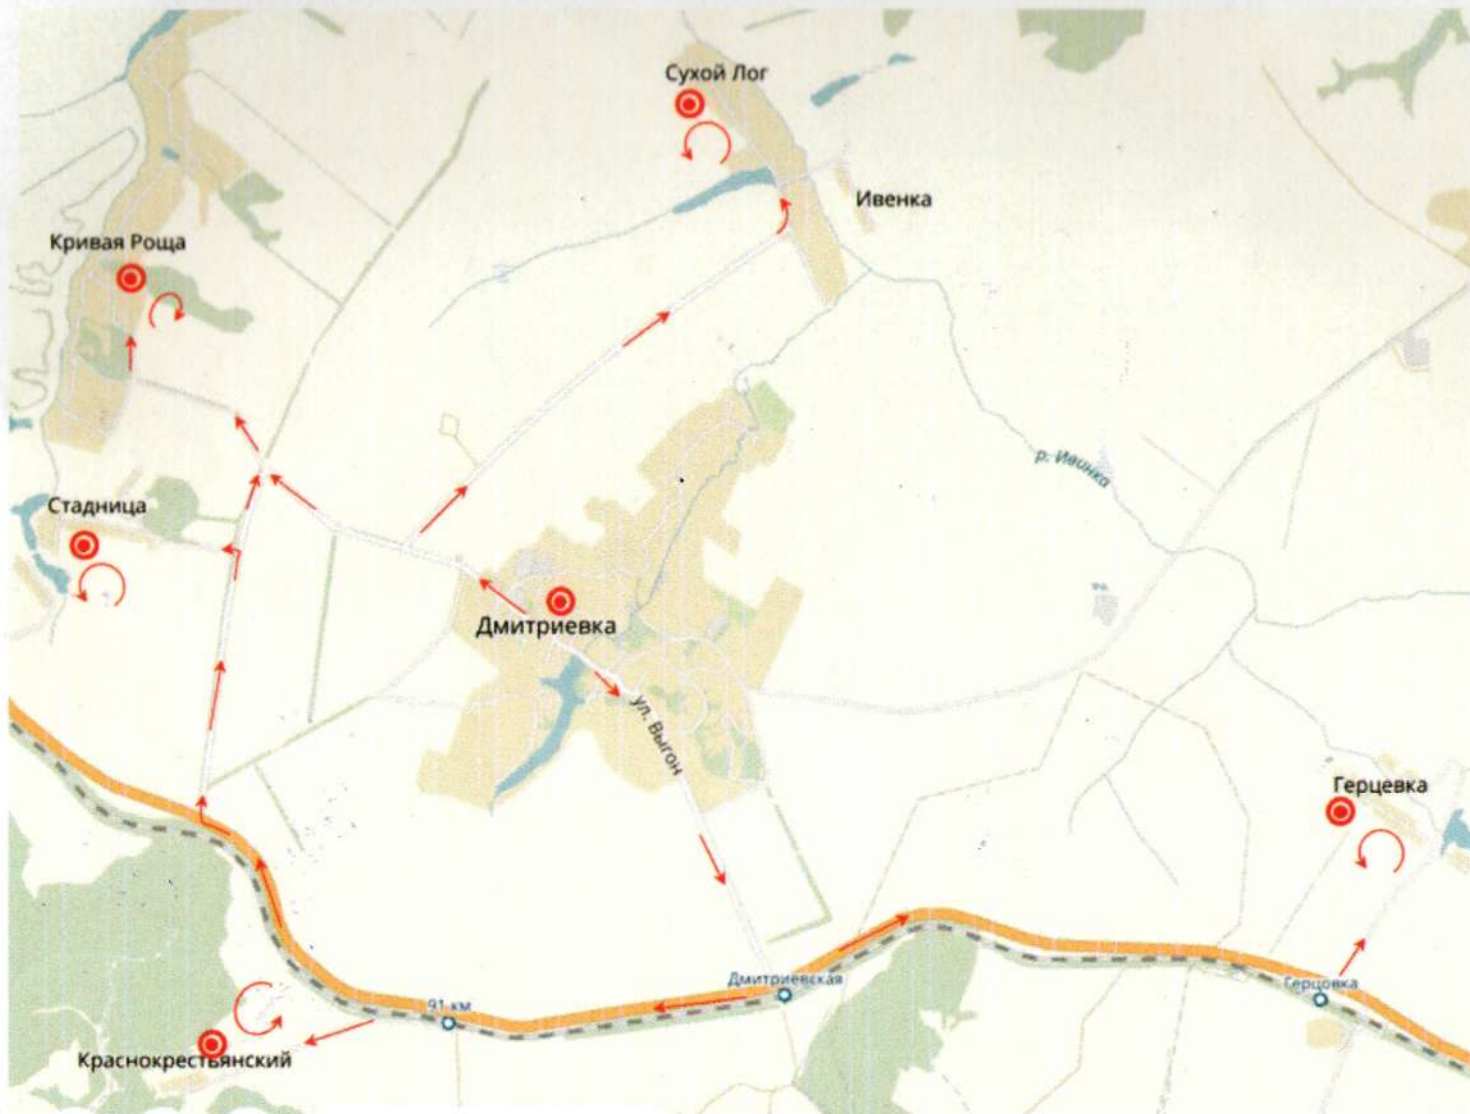 Сухой Лог
Ивенка
Кривая Роща
р. Ивинка
Стадница
Дмитриевка
ул. Выгон
Герцевка
Дмитриевская
Герцовка
91 км
Краснокрестьянский